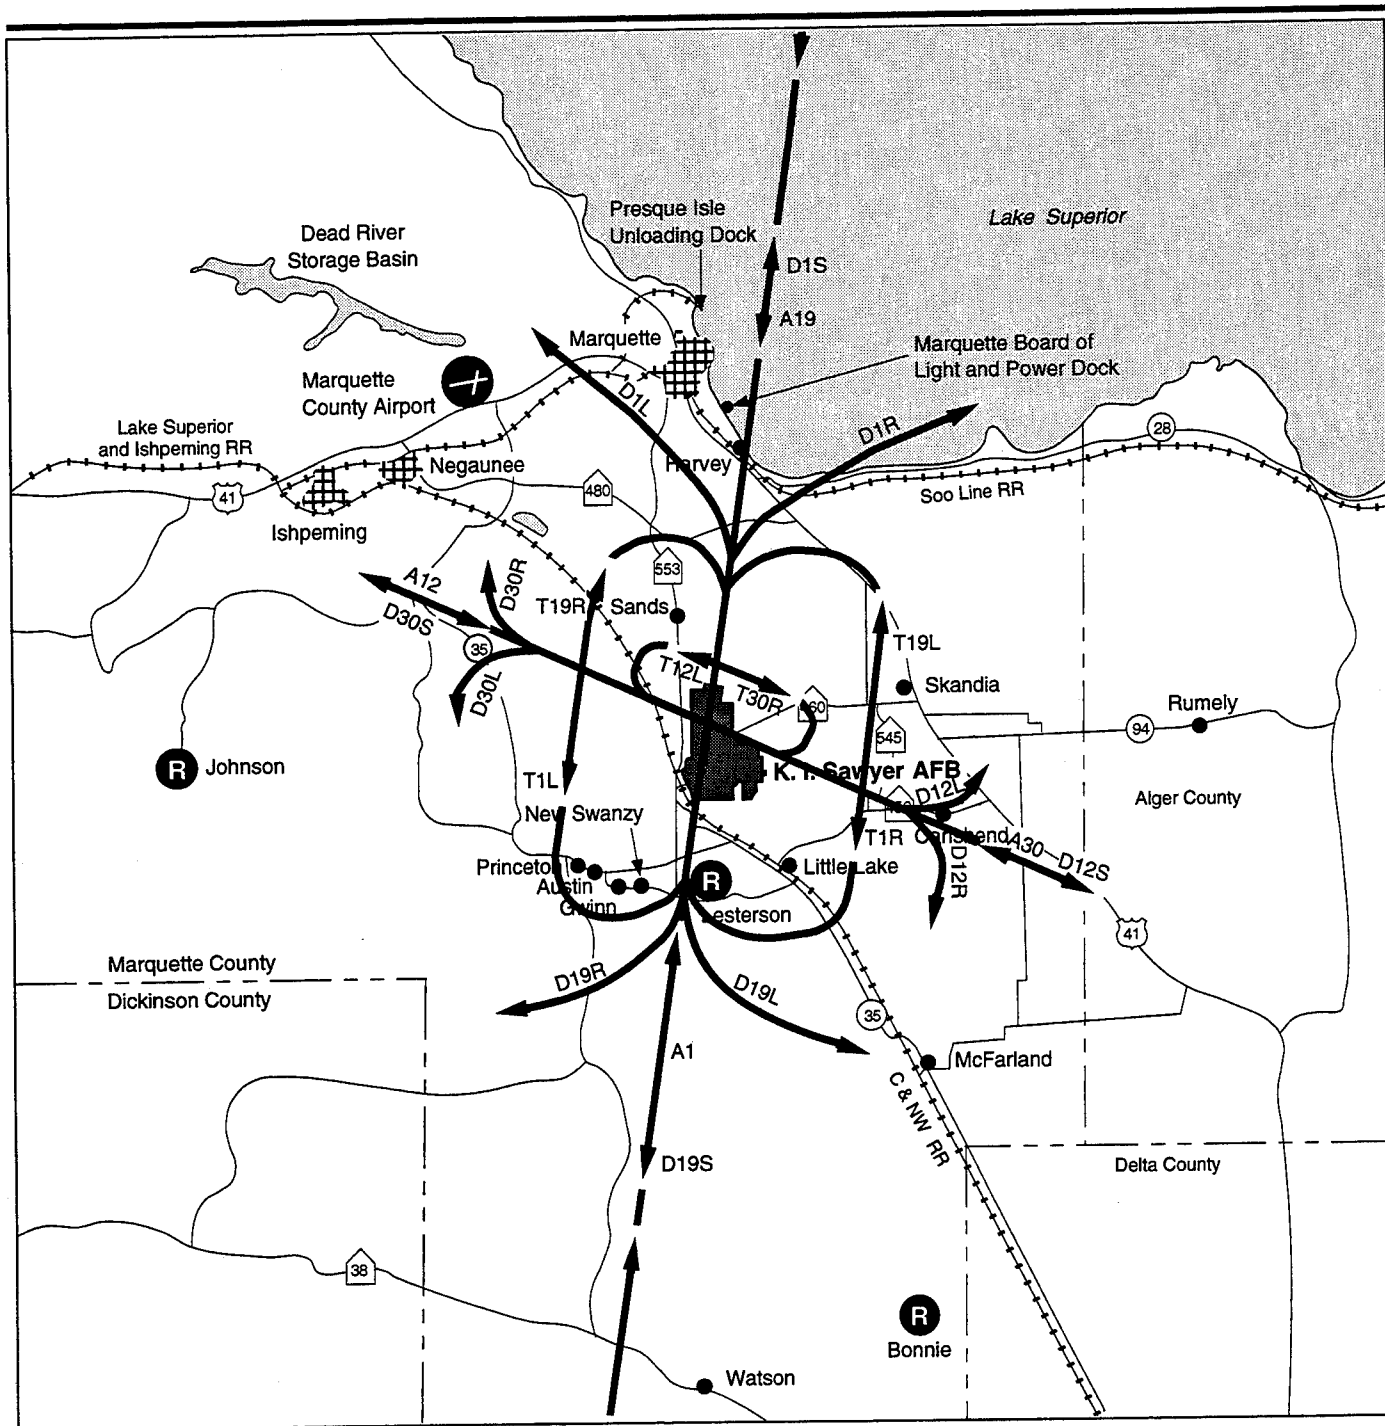 Presque Isle
Unloading Dock
Lake Superior
Dead River
Storage Basin
D1S
A19
Marquette
Marquette Board of
Light and Power Dock
Marquette
County Airport
D1L
D1R
28
Lake Superior
and Ishpeming RR
Negaunee
Harvey
41
480
Soo Line RR
Ishpeming
553
A12
D30R
T19R
Sands
D30S
35
T19L
T12L
T30R
D30L
Skandia
460
Rumely
545
94
R
Johnson
T1L
K. I. Sawyer AFB
D12L
Alger County
New Swanzy
T1R
Carlshend
A30
D12S
Princeton
Little Lake
D12R
Austin
R
Gwinn
Lesterson
41
Marquette County
D19R
D19L
Dickinson County
35
A1
McFarland
C & NW RR
D19S
Delta County
38
R
Bonnie
Watson